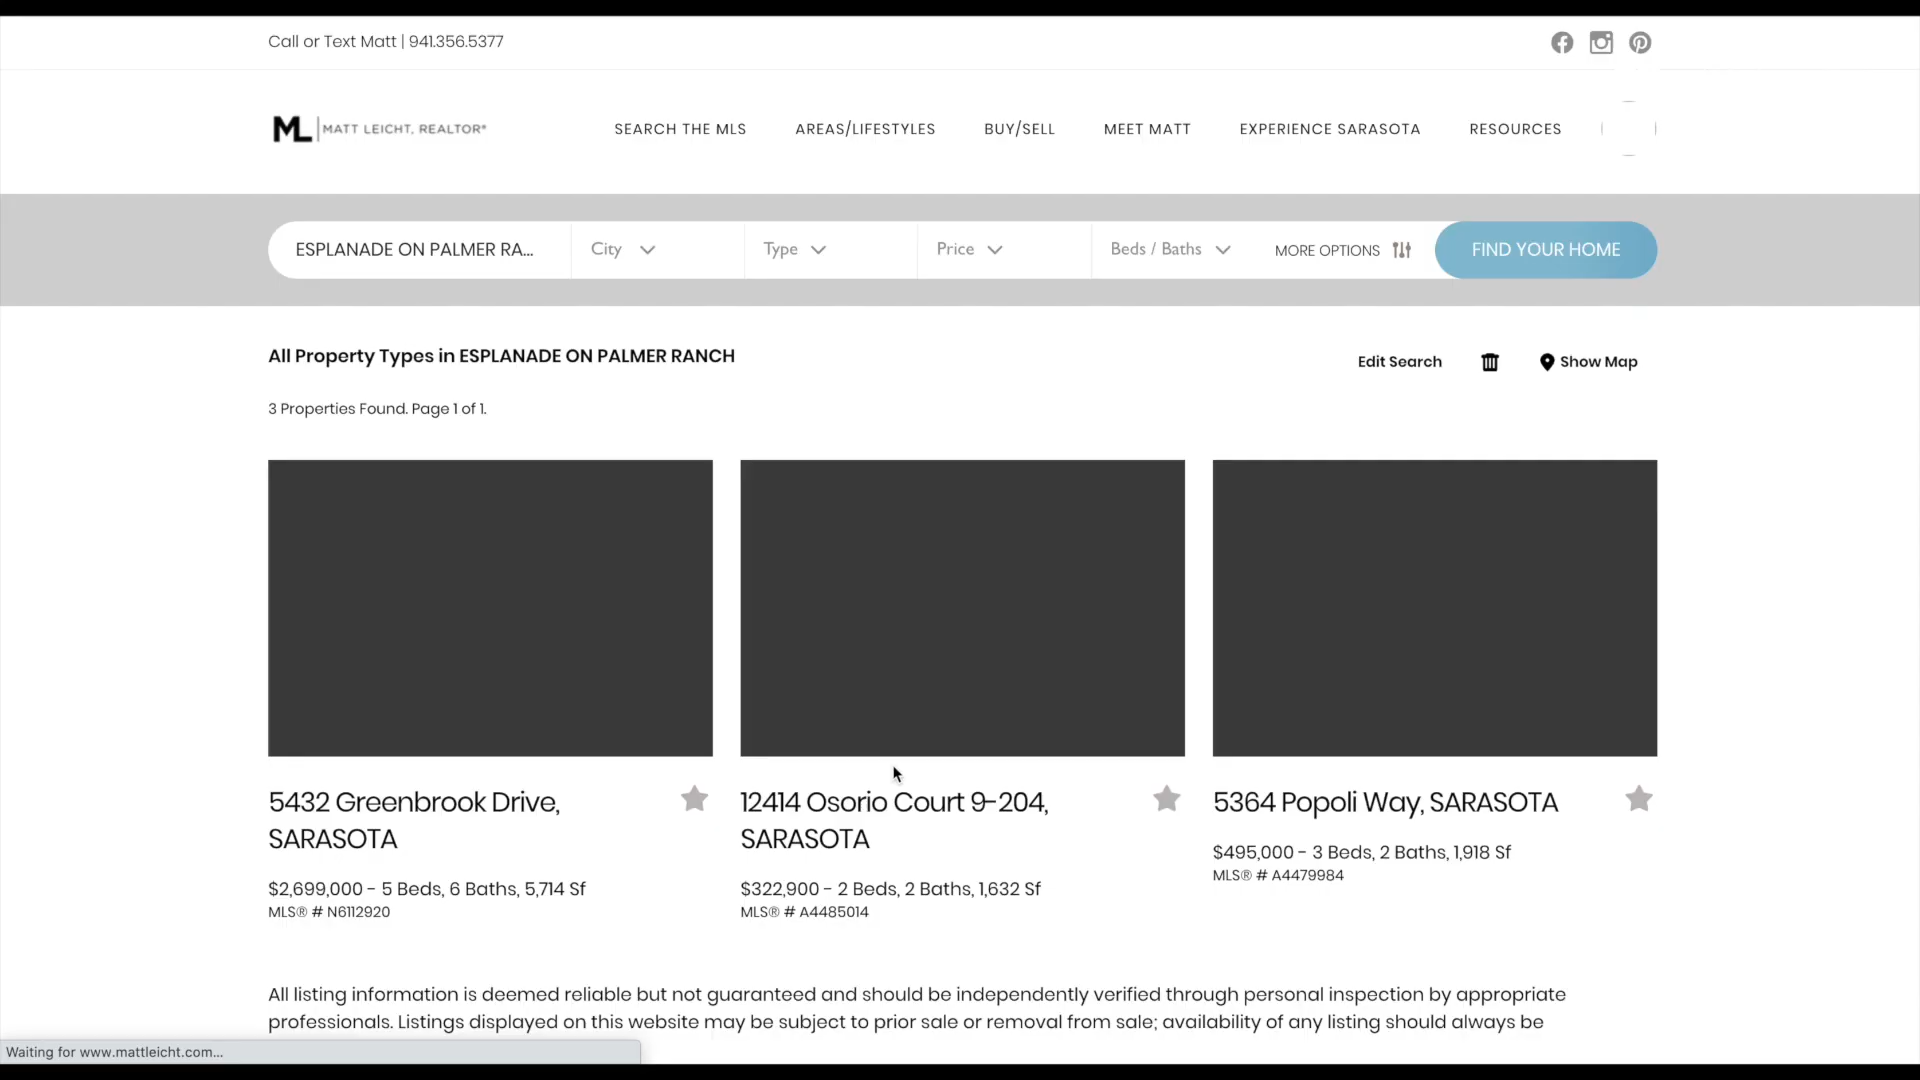 Call or Text Matt | 941.356.5377
ML | MATT LEICHT, REALTOR®
SEARCH THE MLS
AREAS/LIFESTYLES
BUY/SELL
MEET MATT
EXPERIENCE SARASOTA
RESOURCES
ESPLANADE ON PALMER RA...
City
Type
Price
Beds / Baths
MORE OPTIONS
FIND YOUR HOME
All Property Types in ESPLANADE ON PALMER RANCH
Edit Search
Show Map
3 Properties Found. Page 1 of 1.
5432 Greenbrook Drive,
SARASOTA
$2,699,000 - 5 Beds, 6 Baths, 5,714 Sf
MLS® # N6112920
12414 Osorio Court 9-204,
SARASOTA
$322,900 - 2 Beds, 2 Baths, 1,632 Sf
MLS® # A4485014
5364 Popoli Way, SARASOTA
$495,000 - 3 Beds, 2 Baths, 1,918 Sf
MLS® # A4479984
All listing information is deemed reliable but not guaranteed and should be independently verified through personal inspection by appropriate
professionals. Listings displayed on this website may be subject to prior sale or removal from sale; availability of any listing should always be
Waiting for www.mattleicht.com...